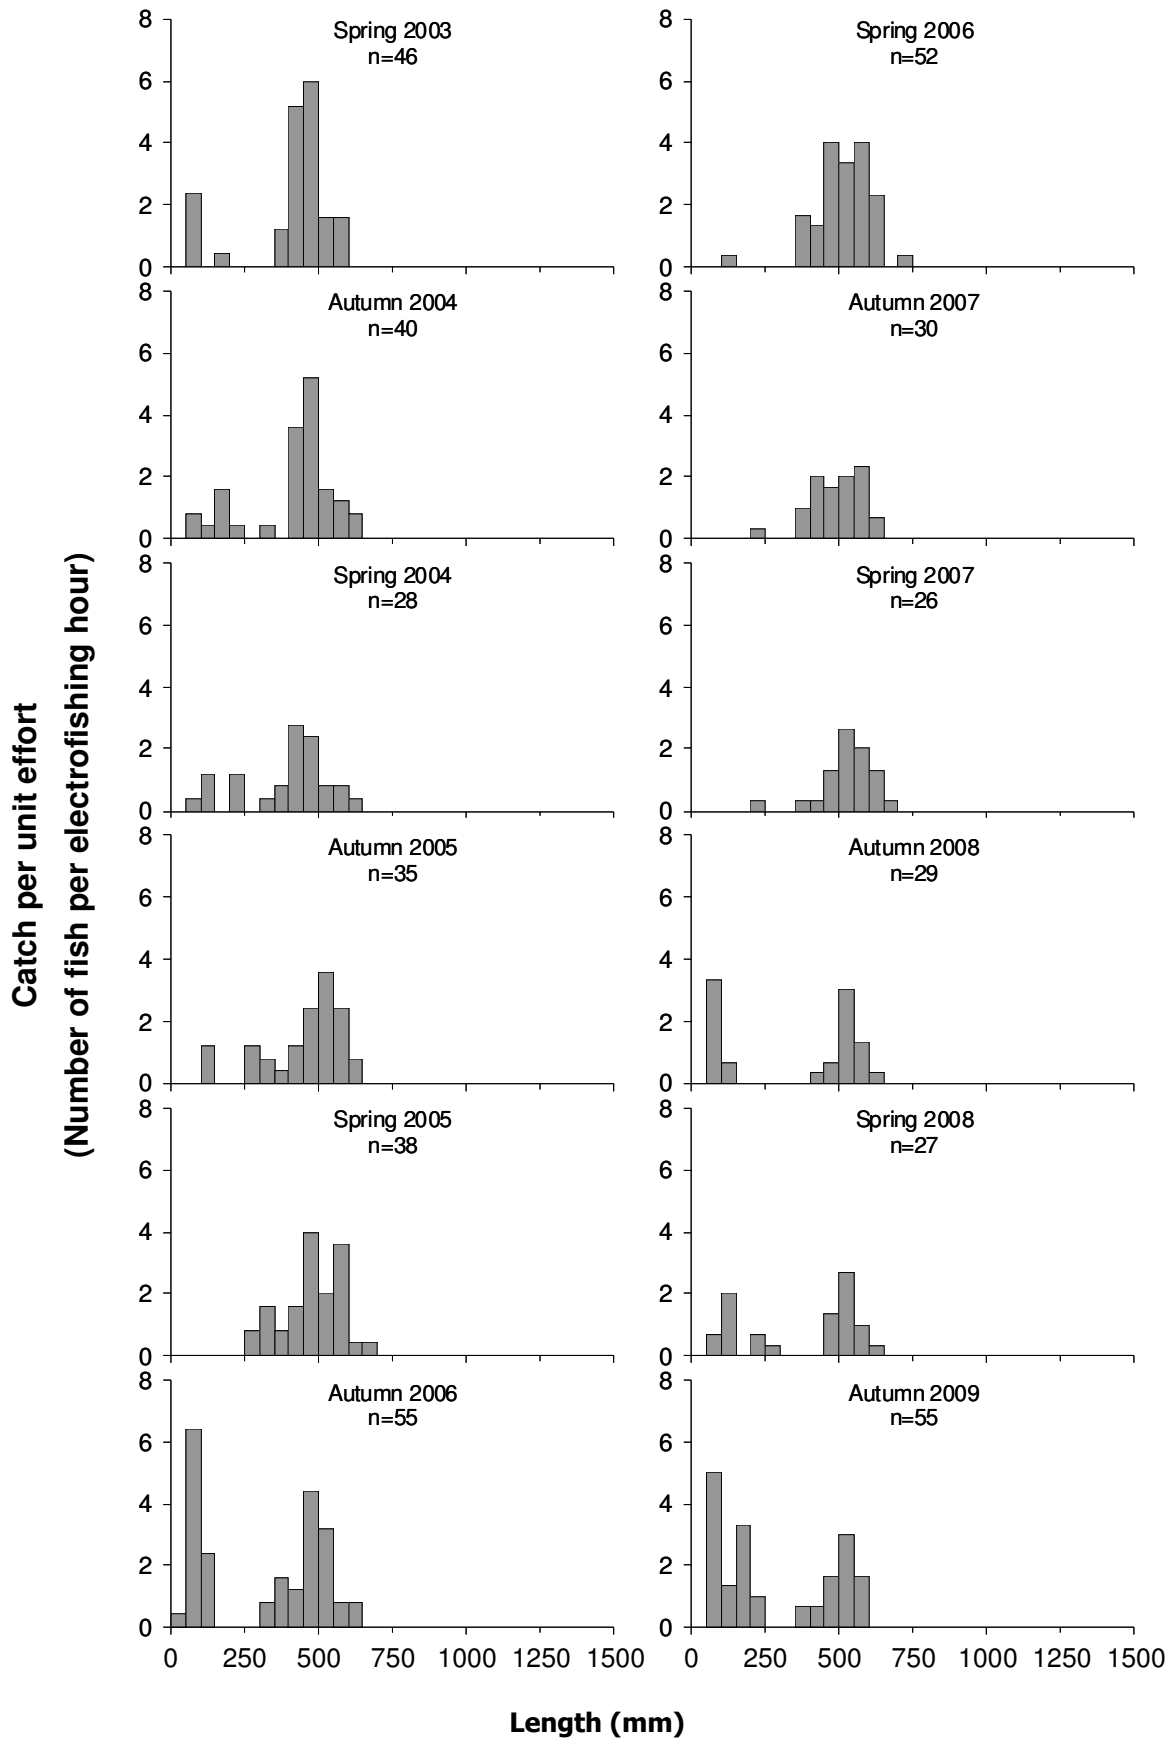 Catch per unit effort
(Number of fish per electrofishing hour)
8
6
4
2
0
Spring 2003
n=46
8
6
4
2
0
Spring 2006
n=52
8
6
4
2
0
Autumn 2004
n=40
8
6
4
2
0
Autumn 2007
n=30
8
6
4
2
0
Spring 2004
n=28
8
6
4
2
0
Spring 2007
n=26
8
6
4
2
0
Autumn 2005
n=35
8
6
4
2
0
Autumn 2008
n=29
8
6
4
2
0
Spring 2005
n=38
8
6
4
2
0
Spring 2008
n=27
8
6
4
2
0
Autumn 2006
n=55
8
6
4
2
0
Autumn 2009
n=55
0 250 500 750 1000 1250 1500
0 250 500 750 1000 1250 1500
Length (mm)